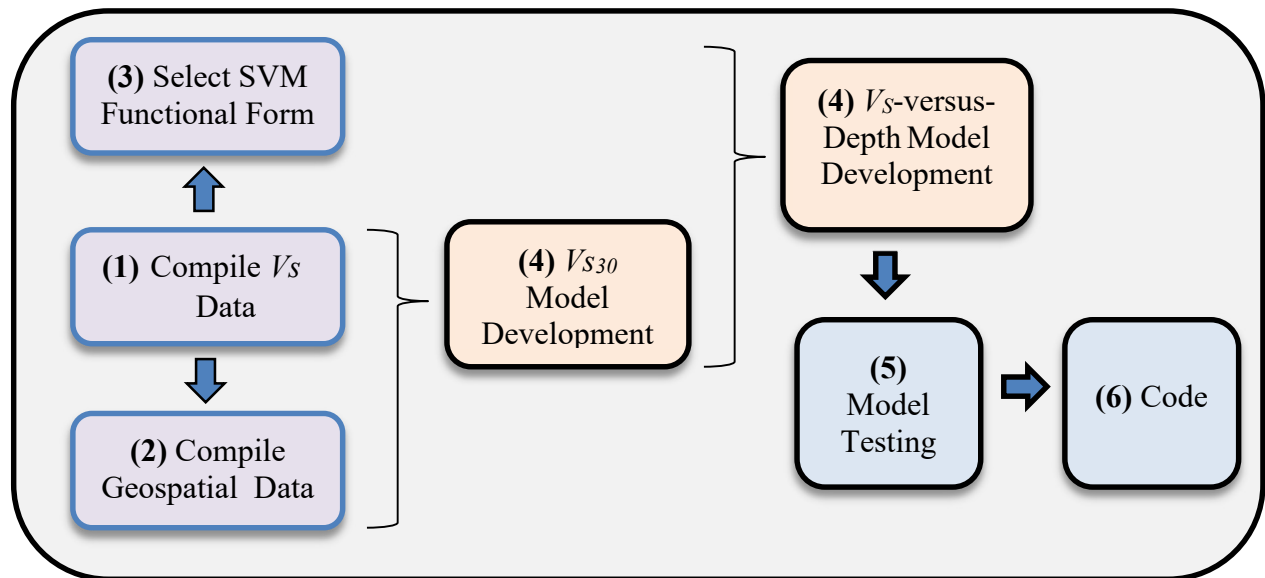 (3) Select SVM
Functional Form
(1) Compile Vs
Data
(2) Compile
Geospatial Data
(4) Vs30
Model
Development
(4) Vs-versus-
Depth Model
Development
(5)
Model
Testing
(6) Code